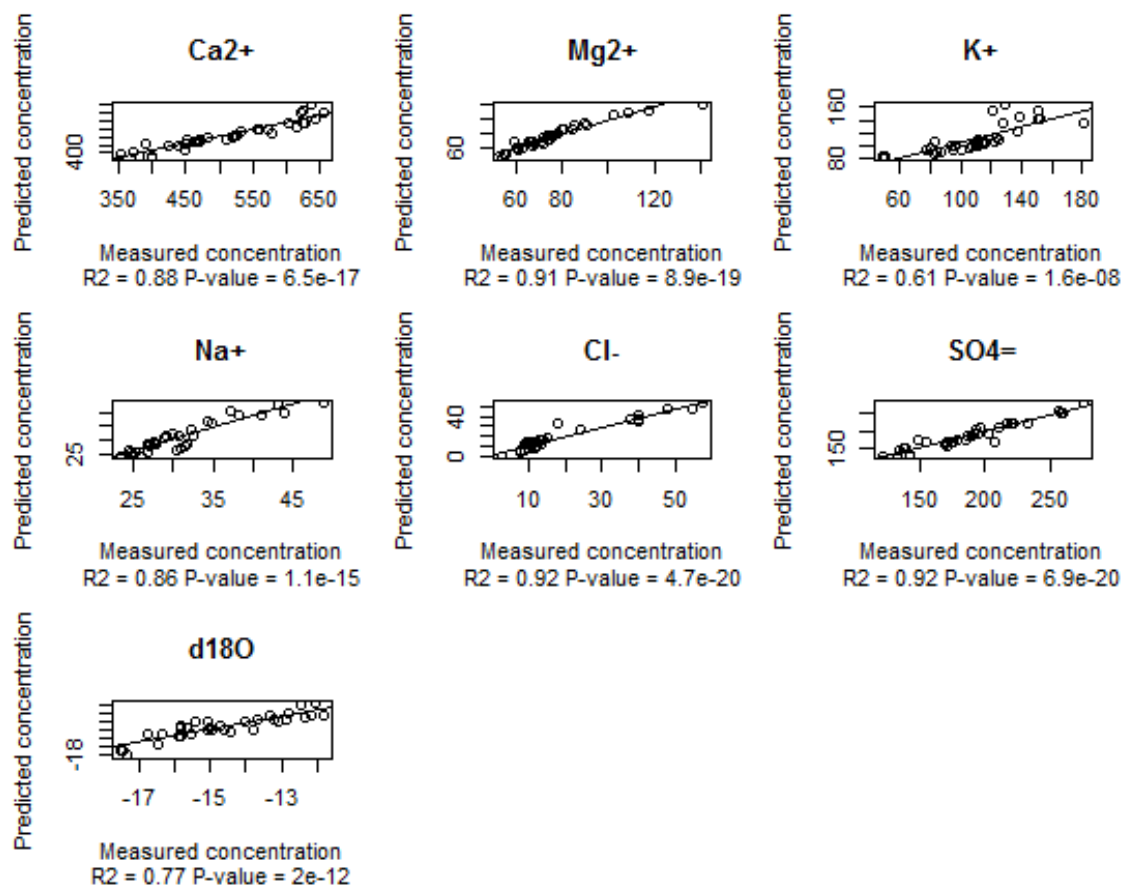 Ca2+
Predicted concentration
400
350 450 550 650
Measured concentration
R2 = 0.88 P-value = 6.5e-17
Mg2+
Predicted concentration
60
60 80 120
Measured concentration
R2 = 0.91 P-value = 8.9e-19
K+
Predicted concentration
80 160
60 100 140 180
Measured concentration
R2 = 0.61 P-value = 1.6e-08
Na+
Predicted concentration
25
25 35 45
Measured concentration
R2 = 0.86 P-value = 1.1e-15
Cl-
Predicted concentration
0 40
10 30 50
Measured concentration
R2 = 0.92 P-value = 4.7e-20
SO4=
Predicted concentration
150
150 200 250
Measured concentration
R2 = 0.92 P-value = 6.9e-20
d18O
Predicted concentration
-18
-17 -15 -13
Measured concentration
R2 = 0.77 P-value = 2e-12